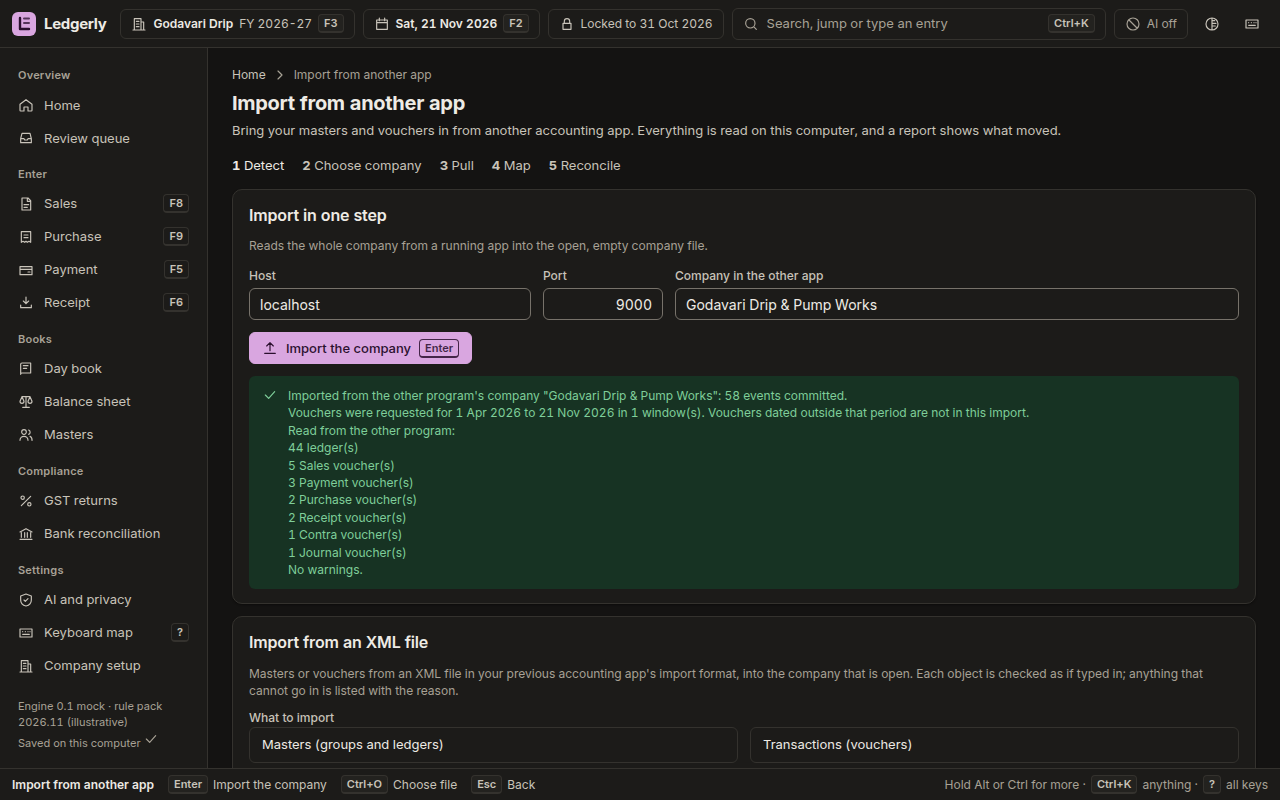 Ledgerly
Godavari Drip FY 2026-27 F3
Sat, 21 Nov 2026 F2
Locked to 31 Oct 2026
Search, jump or type an entry Ctrl+K
AI off
Overview
Home
Review queue
Enter
Sales F8
Purchase F9
Payment F5
Receipt F6
Books
Day book
Balance sheet
Masters
Compliance
GST returns
Bank reconciliation
Settings
AI and privacy
Keyboard map ?
Company setup
Engine 0.1 mock · rule pack
2026.11 (illustrative)
Saved on this computer
Home > Import from another app
Import from another app
Bring your masters and vouchers in from another accounting app. Everything is read on this computer, and a report shows what moved.
1 Detect 2 Choose company 3 Pull 4 Map 5 Reconcile
Import in one step
Reads the whole company from a running app into the open, empty company file.
Host Port Company in the other app
localhost 9000 Godavari Drip & Pump Works
Import the company Enter
Imported from the other program's company "Godavari Drip & Pump Works": 58 events committed.
Vouchers were requested for 1 Apr 2026 to 21 Nov 2026 in 1 window(s). Vouchers dated outside that period are not in this import.
Read from the other program:
44 ledger(s)
5 Sales voucher(s)
3 Payment voucher(s)
2 Purchase voucher(s)
2 Receipt voucher(s)
1 Contra voucher(s)
1 Journal voucher(s)
No warnings.
Import from an XML file
Masters or vouchers from an XML file in your previous accounting app's import format, into the company that is open. Each object is checked as if typed in; anything that
cannot go in is listed with the reason.
What to import
Masters (groups and ledgers) Transactions (vouchers)
Import from another app Enter Import the company Ctrl+O Choose file Esc Back
Hold Alt or Ctrl for more · Ctrl+K anything · ? all keys